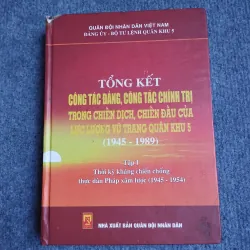 QUÂN ĐỘI NHÂN DÂN VIỆT NAM
ĐẢNG ỦY - BỘ TƯ LỆNH QUÂN KHU 5
TỔNG KẾT
CÔNG TÁC ĐẢNG, CÔNG TÁC CHÍNH TRỊ
TRONG CHIẾN DỊCH, CHIẾN ĐẤU CỦA
LỰC LƯỢNG VŨ TRANG QUÂN KHU 5
(1945 - 1989)
Tập I
Thời kỳ kháng chiến chống
thực dân Pháp xâm lược (1945 - 1954)
NHÀ XUẤT BẢN QUÂN ĐỘI NHÂN DÂN